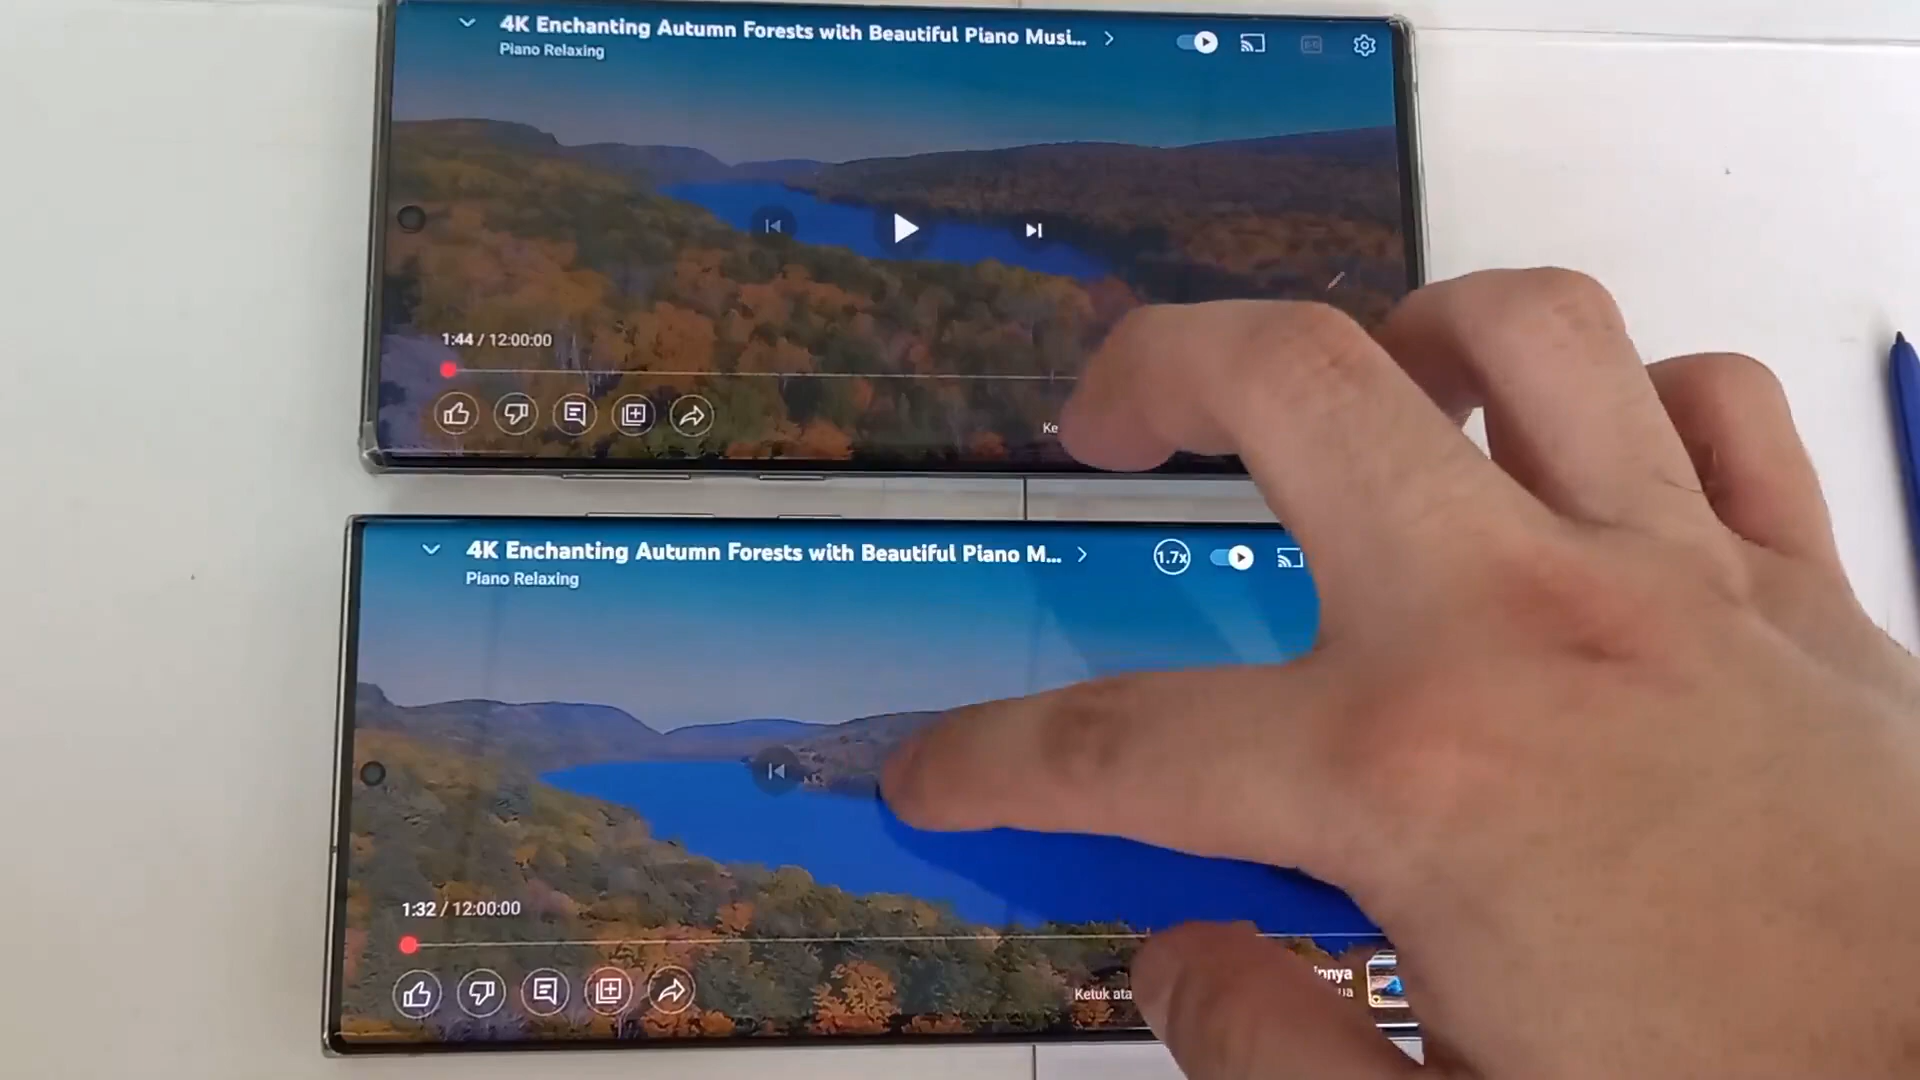 4K Enchanting Autumn Forests with Beautiful Piano Musi...
Piano Relaxing
1:44 / 12:00:00
Ke
4K Enchanting Autumn Forests with Beautiful Piano M...
1.7x
Piano Relaxing
1:32 / 12:00:00
Ketuk ata